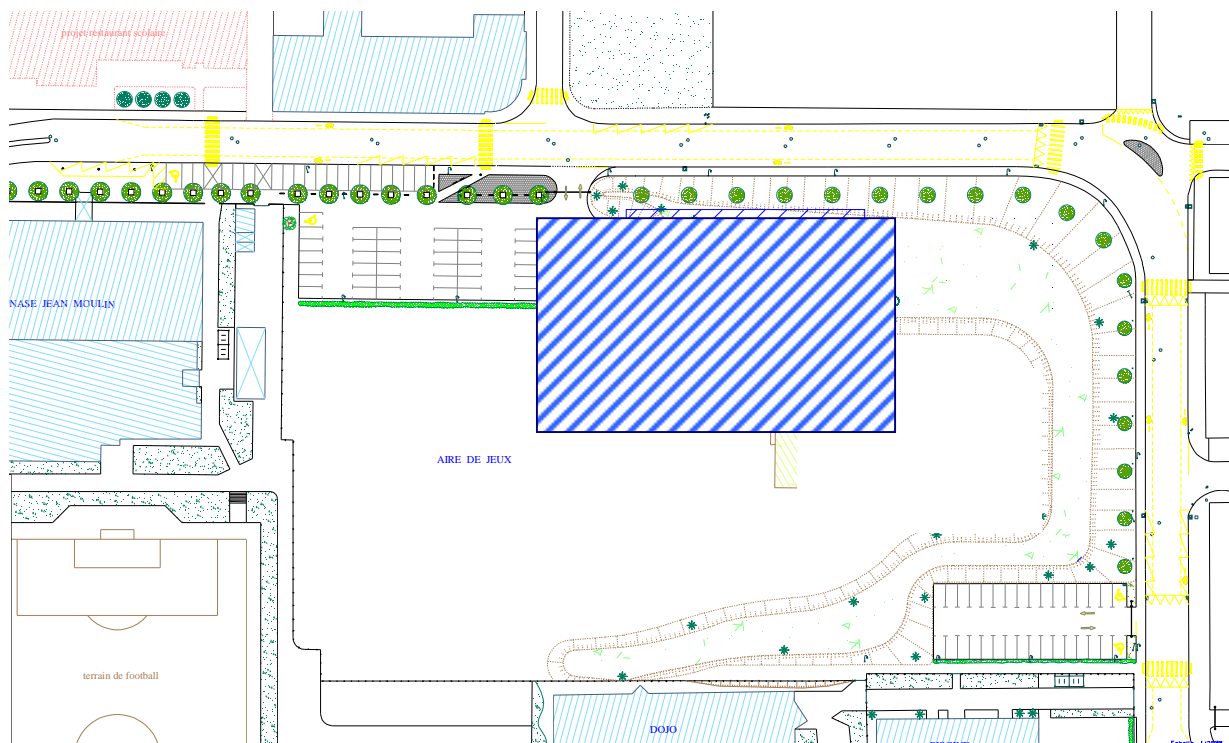 projet restaurant scolaire
NASE JEAN MOULIN
AIRE DE JEUX
terrain de football
DOJO